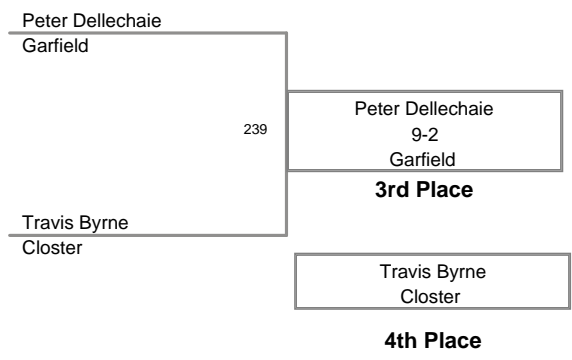 Peter Dellechaie
Garfield
239
Peter Dellechaie
9-2
Garfield
3rd Place
Travis Byrne
Closter
Travis Byrne
Closter
4th Place